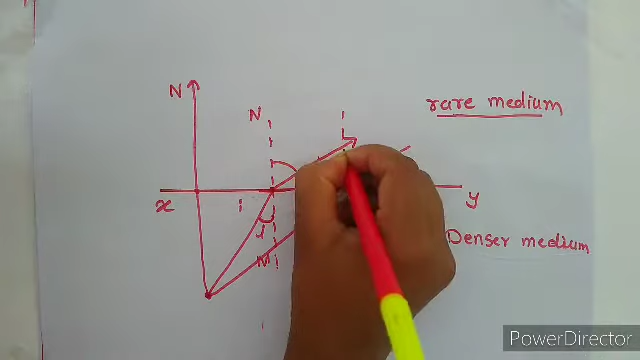 N
N,
rare medium
x
i
y
Denser medium
PowerDirector